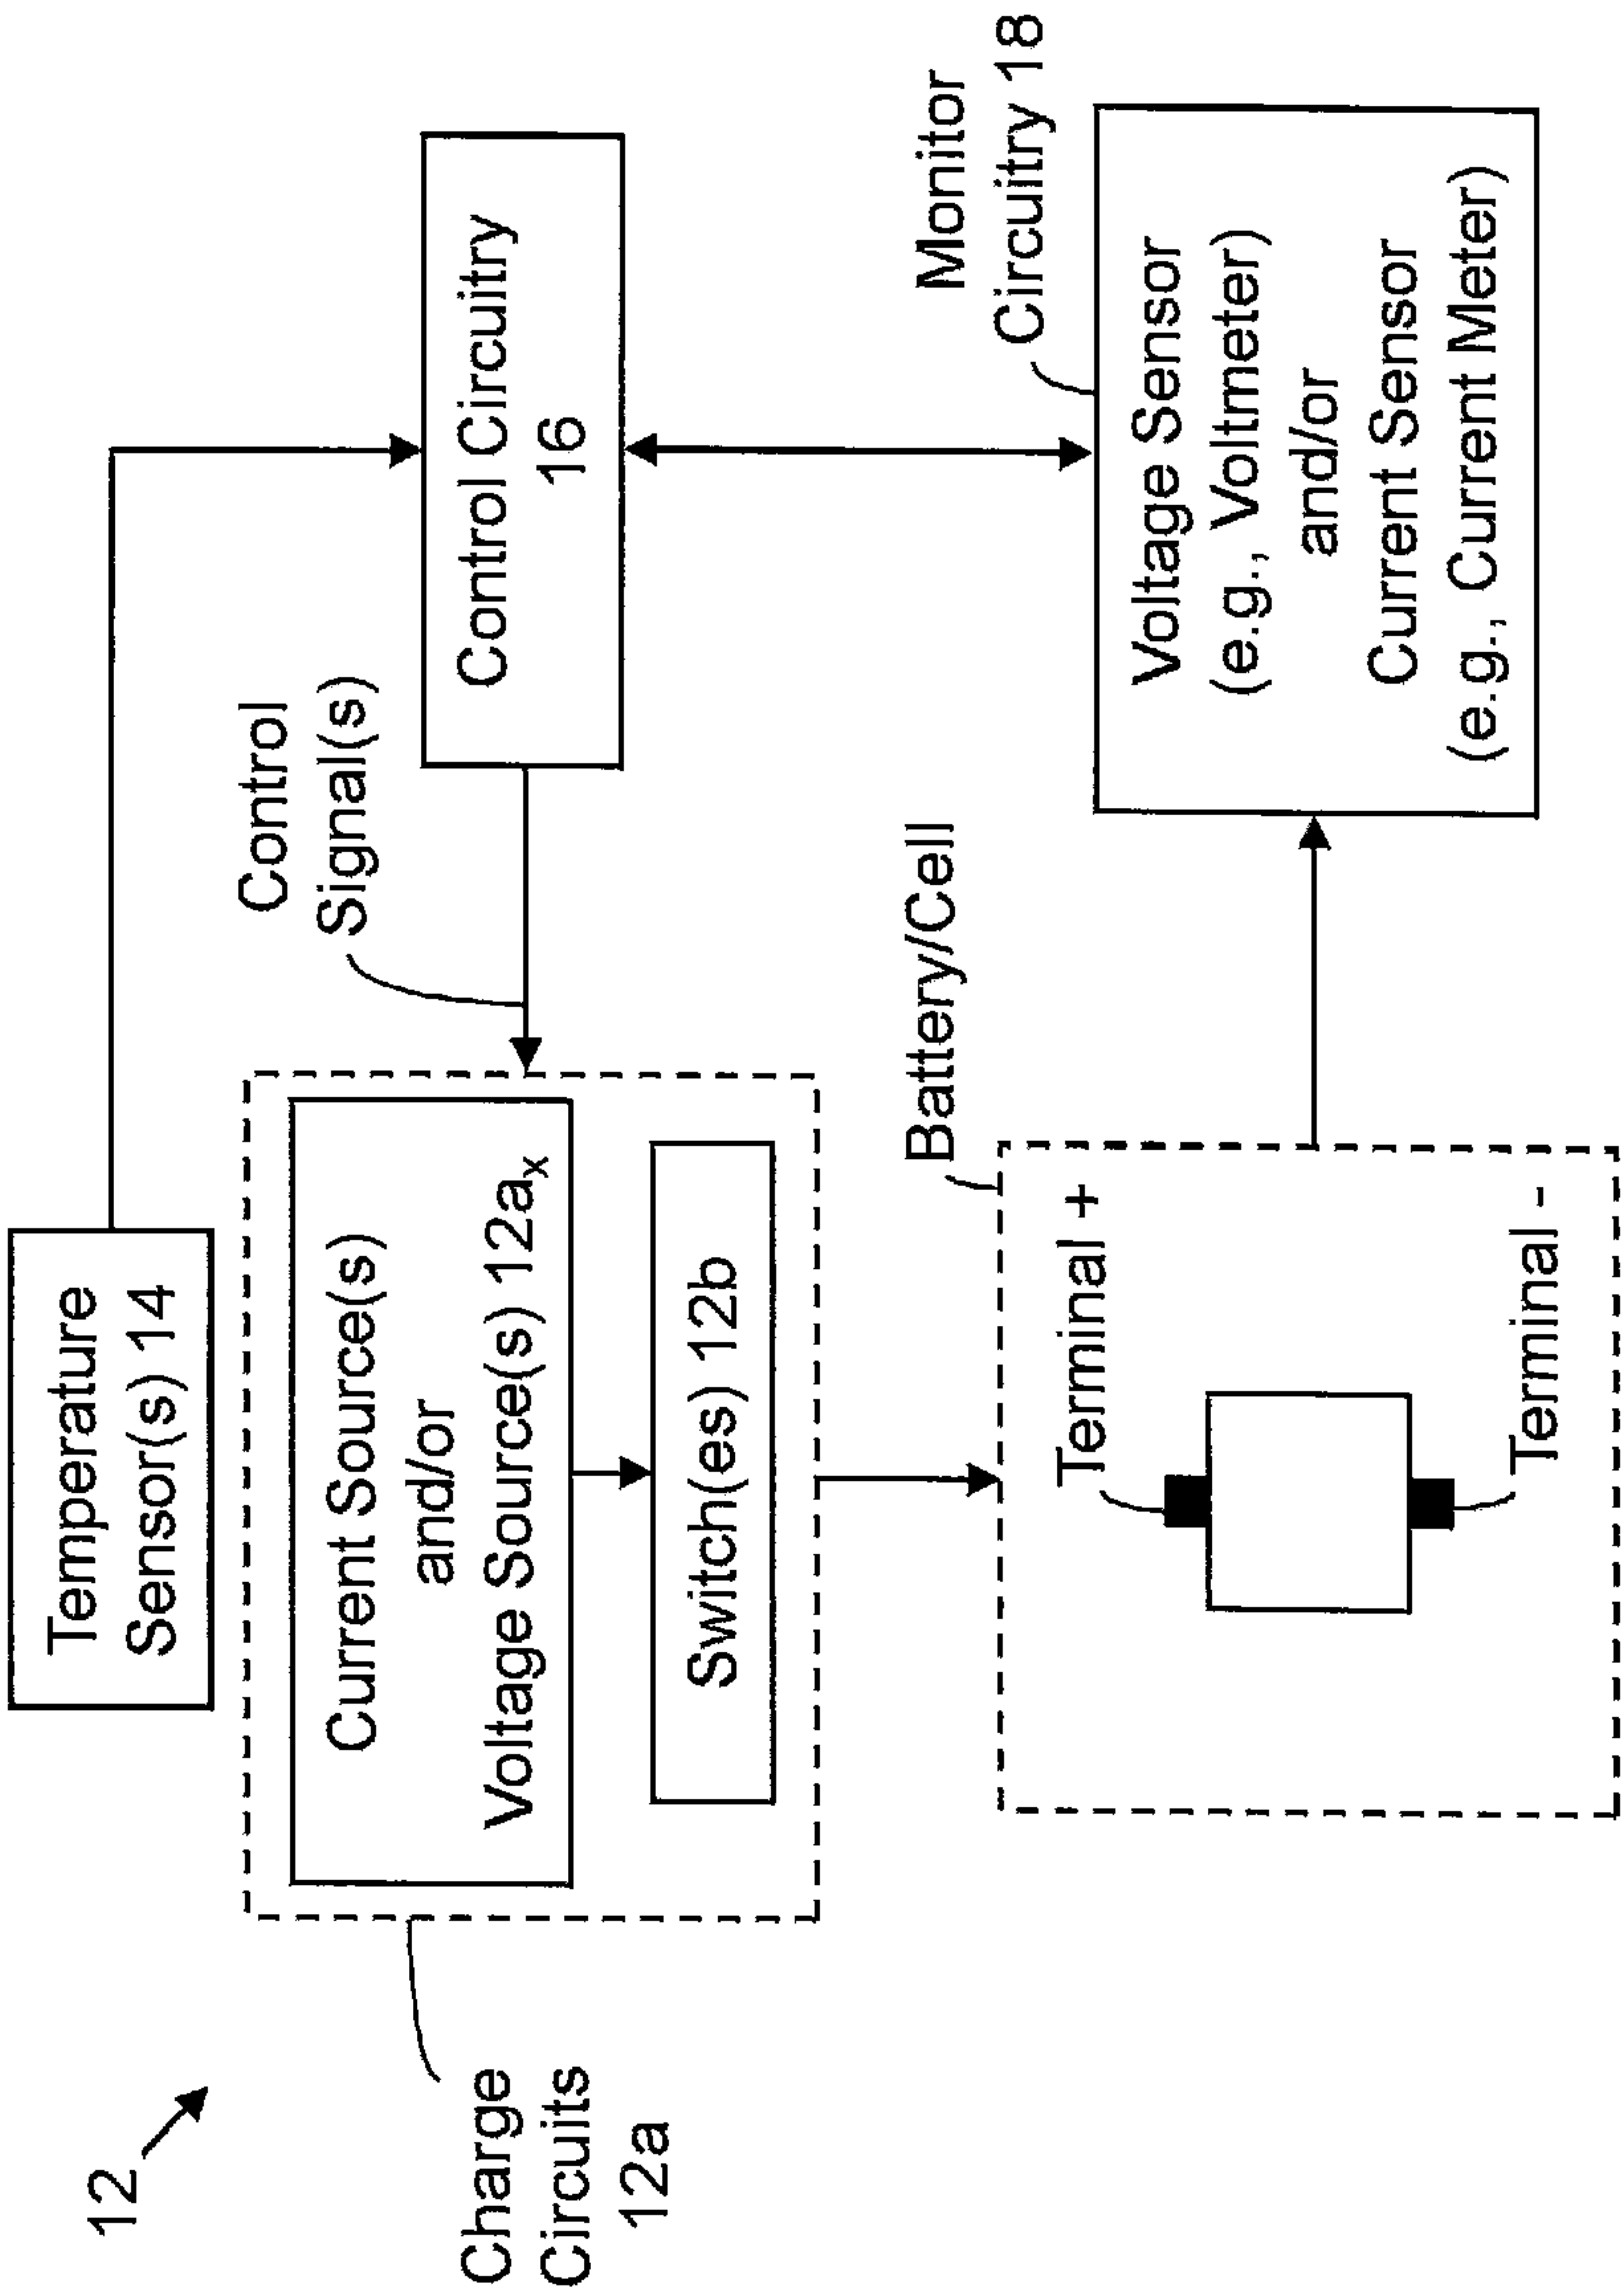 12
Temperature
Sensor(s) 14
Charge
Circuits
12a
Current Source(s)
and/or
Voltage Source(s) 12aₓ
Switch(es) 12b
Control
Signal(s)
Control Circuitry
16
Battery/Cell
Terminal +
Terminal -
Monitor
Circuitry 18
Voltage Sensor
(e.g., Voltmeter)
and/or
Current Sensor
(e.g., Current Meter)